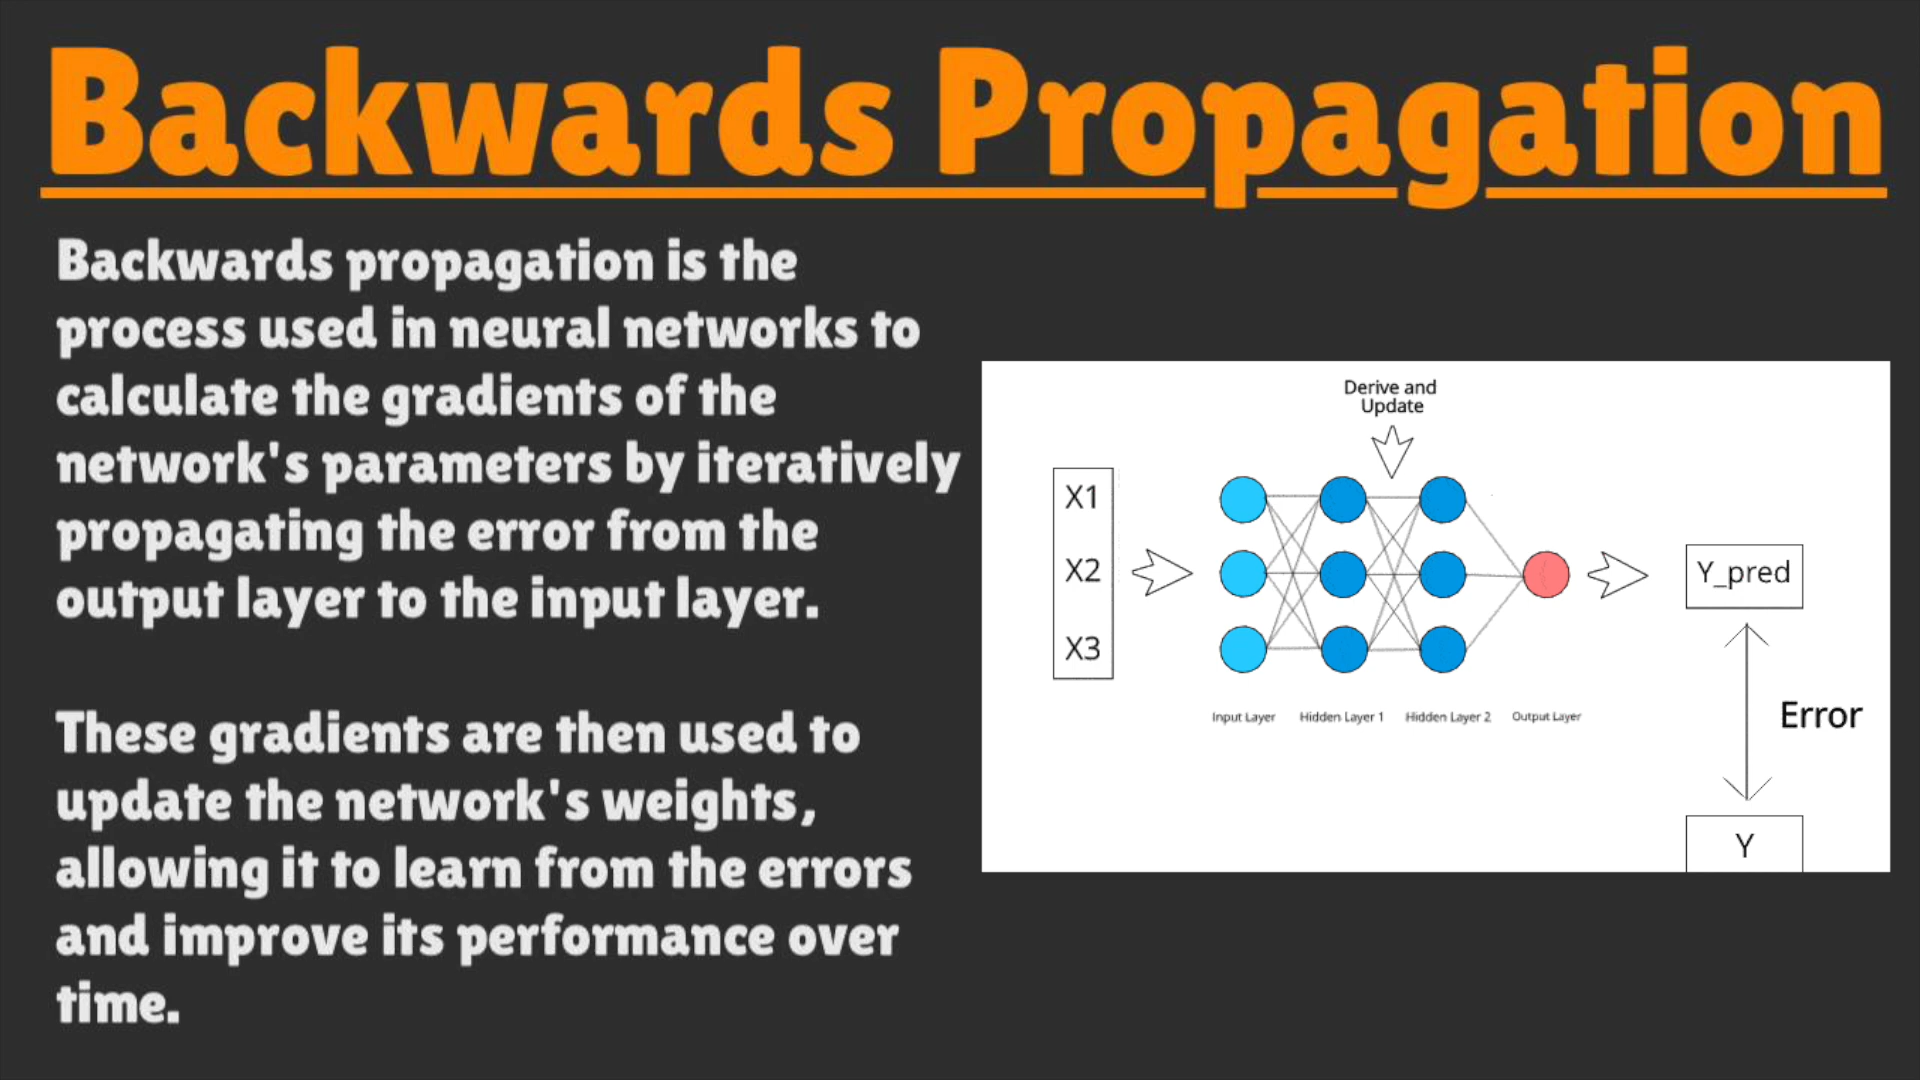 Backwards Propagation
Backwards propagation is the
process used in neural networks to
calculate the gradients of the
network's parameters by iteratively
propagating the error from the
output layer to the input layer.
These gradients are then used to
update the network's weights,
allowing it to learn from the errors
and improve its performance over
time.
Derive and
Update
X1
X2
X3
Y_pred
Error
Y
Input Layer
Hidden Layer 1
Hidden Layer 2
Output Layer